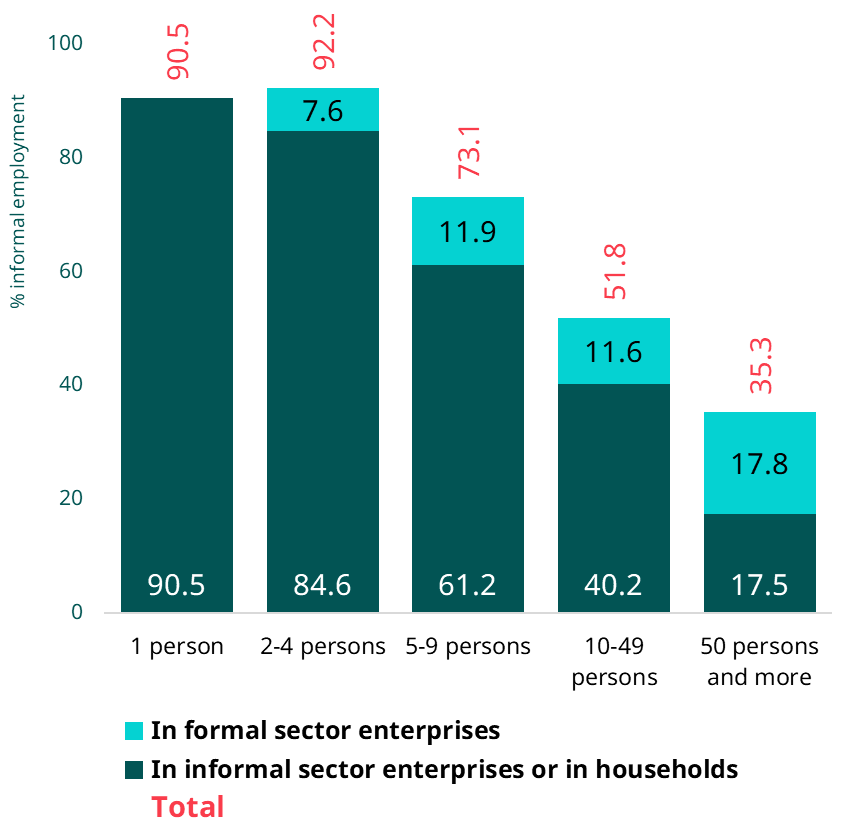 % informal employment
100
80
60
40
20
0
90.5
92.2
73.1
51.8
35.3
7.6
11.9
11.6
17.8
90.5
84.6
61.2
40.2
17.5
1 person
2-4 persons
5-9 persons
10-49
persons
50 persons
and more
In formal sector enterprises
In informal sector enterprises or in households
Total